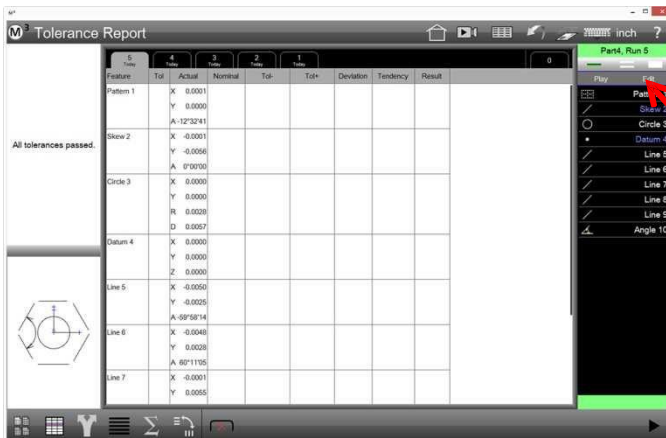 M³
M³ Tolerance Report
inch ?
Part4, Run 5
5 Today 4 Today 3 Today 2 Today 1 Today 0
Play Edit
Feature Tol Actual Nominal Tol- Tol+ Deviation Tendency Result
Pattern 1 X 0.0001
Y 0.0000
A -12°32'41
Skew 2 X -0.0001
Y -0.0056
A 0°00'00
Circle 3 X 0.0000
Y 0.0000
R 0.0028
D 0.0057
Datum 4 X 0.0000
Y 0.0000
Z 0.0000
Line 5 X -0.0050
Y -0.0025
A -59°58'14
Line 6 X -0.0048
Y 0.0028
A 60°11'05
Line 7 X -0.0001
Y 0.0055
All tolerances passed.
Skew 2
Circle 3
Datum 4
Line 5
Line 6
Line 7
Line 8
Line 9
Angle 10